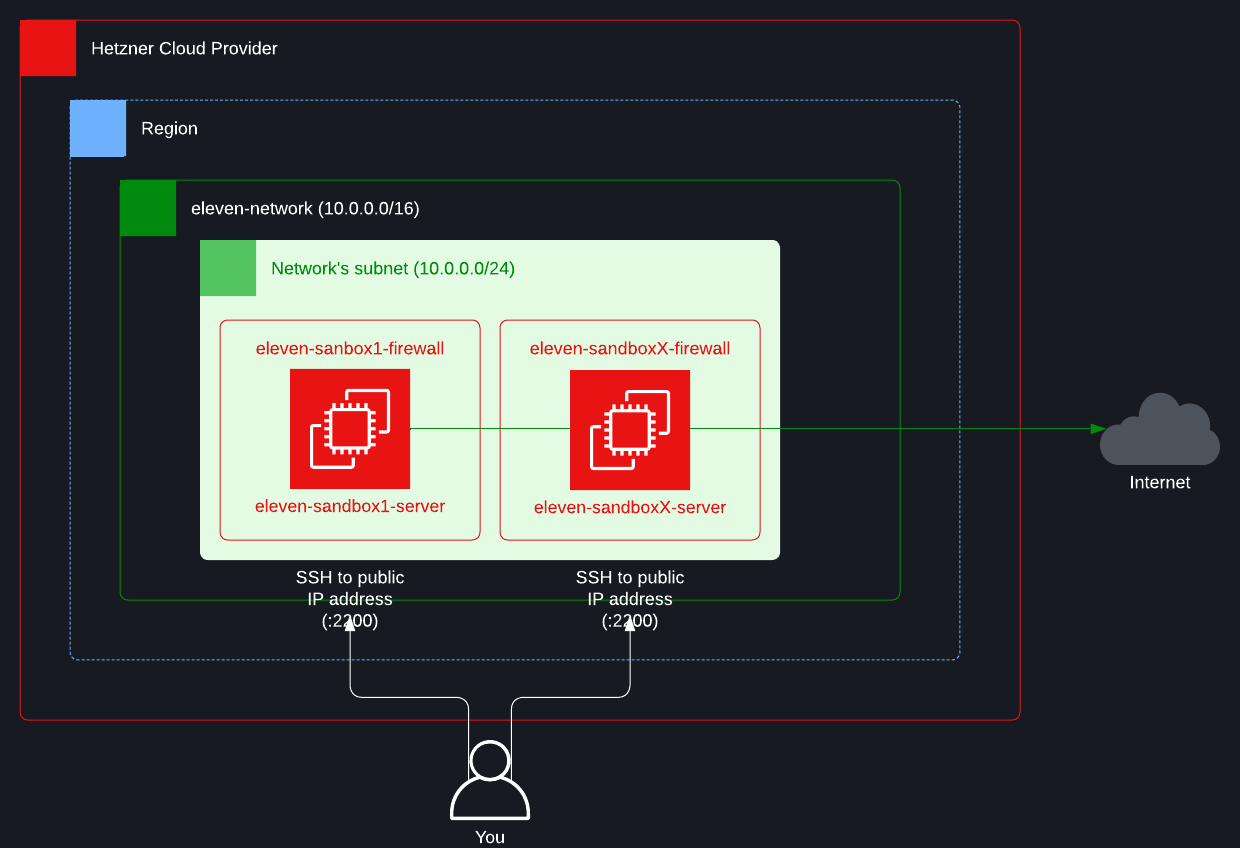 Hetzner Cloud Provider
Region
eleven-network (10.0.0.0/16)
Network's subnet (10.0.0.0/24)
eleven-sanbox1-firewall
eleven-sandboxX-firewall
eleven-sandbox1-server
eleven-sandboxX-server
Internet
SSH to public
IP address
(:2200)
SSH to public
IP address
(:2200)
You